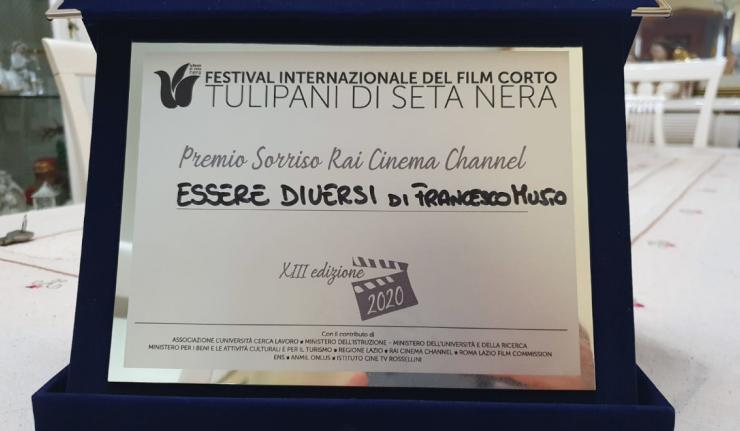 FESTIVAL INTERNAZIONALE DEL FILM CORTO
TULIPANI DI SETA NERA
Premio Sorriso Rai Cinema Channel
ESSERE DIVERSI DI FRANCESCO MUSTO
XIII edizione
2020
Con il contributo di
ASSOCIAZIONE L'UNIVERSITÀ CERCA LAVORO ★ MINISTERO DELL'ISTRUZIONE - MINISTERO DELL'UNIVERSITÀ E DELLA RICERCA
MINISTERO PER I BENI E LE ATTIVITÀ CULTURALI E PER IL TURISMO ★ REGIONE LAZIO ★ RAI CINEMA CHANNEL ★ ROMA LAZIO FILM COMMISSION
ENS ★ ANMIL ONLUS ★ ISTITUTO CINE TV ROSSELLINI